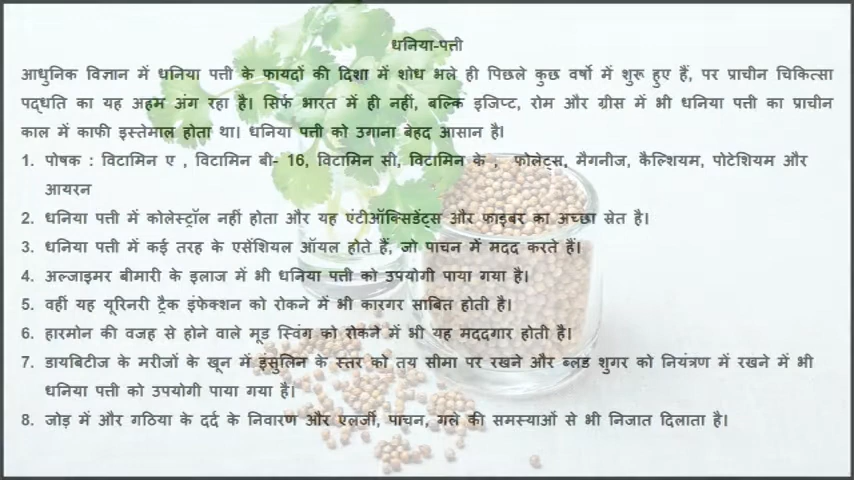 धनिया-पत्ती
आधुनिक विज्ञान में धनिया पत्ती के फायदों की दिशा में शोध भले ही पिछले कुछ वर्षो में शुरू हुए हैं, पर प्राचीन चिकित्सा
पद्धति का यह अहम अंग रहा है। सिर्फ भारत में ही नहीं, बल्कि इजिप्ट, रोम और ग्रीस में भी धनिया पत्ती का प्राचीन
काल में काफी इस्तेमाल होता था। धनिया पत्ती को उगाना बेहद आसान है।
1. पोषक : विटामिन ए , विटामिन बी- 16, विटामिन सी, विटामिन के , फोलेट्स, मैगनीज, कैल्शियम, पोटेशियम और
आयरन
2. धनिया पत्ती में कोलेस्ट्रॉल नहीं होता और यह एंटीऑक्सिडेंट्स और फाइबर का अच्छा स्रेत है।
3. धनिया पत्ती में कई तरह के एसेंशियल ऑयल होते हैं, जो पाचन में मदद करते हैं।
4. अल्जाइमर बीमारी के इलाज में भी धनिया पत्ती को उपयोगी पाया गया है।
5. वहीं यह यूरिनरी ट्रैक इंफेक्शन को रोकने में भी कारगर साबित होती है।
6. हारमोन की वजह से होने वाले मूड स्विंग को रोकने में भी यह मददगार होती है।
7. डायबिटीज के मरीजों के खून में इंसुलिन के स्तर को तय सीमा पर रखने और ब्लड शुगर को नियंत्रण में रखने में भी
धनिया पत्ती को उपयोगी पाया गया है।
8. जोड़ में और गठिया के दर्द के निवारण और एलर्जी, पाचन, गले की समस्याओं से भी निजात दिलाता है।